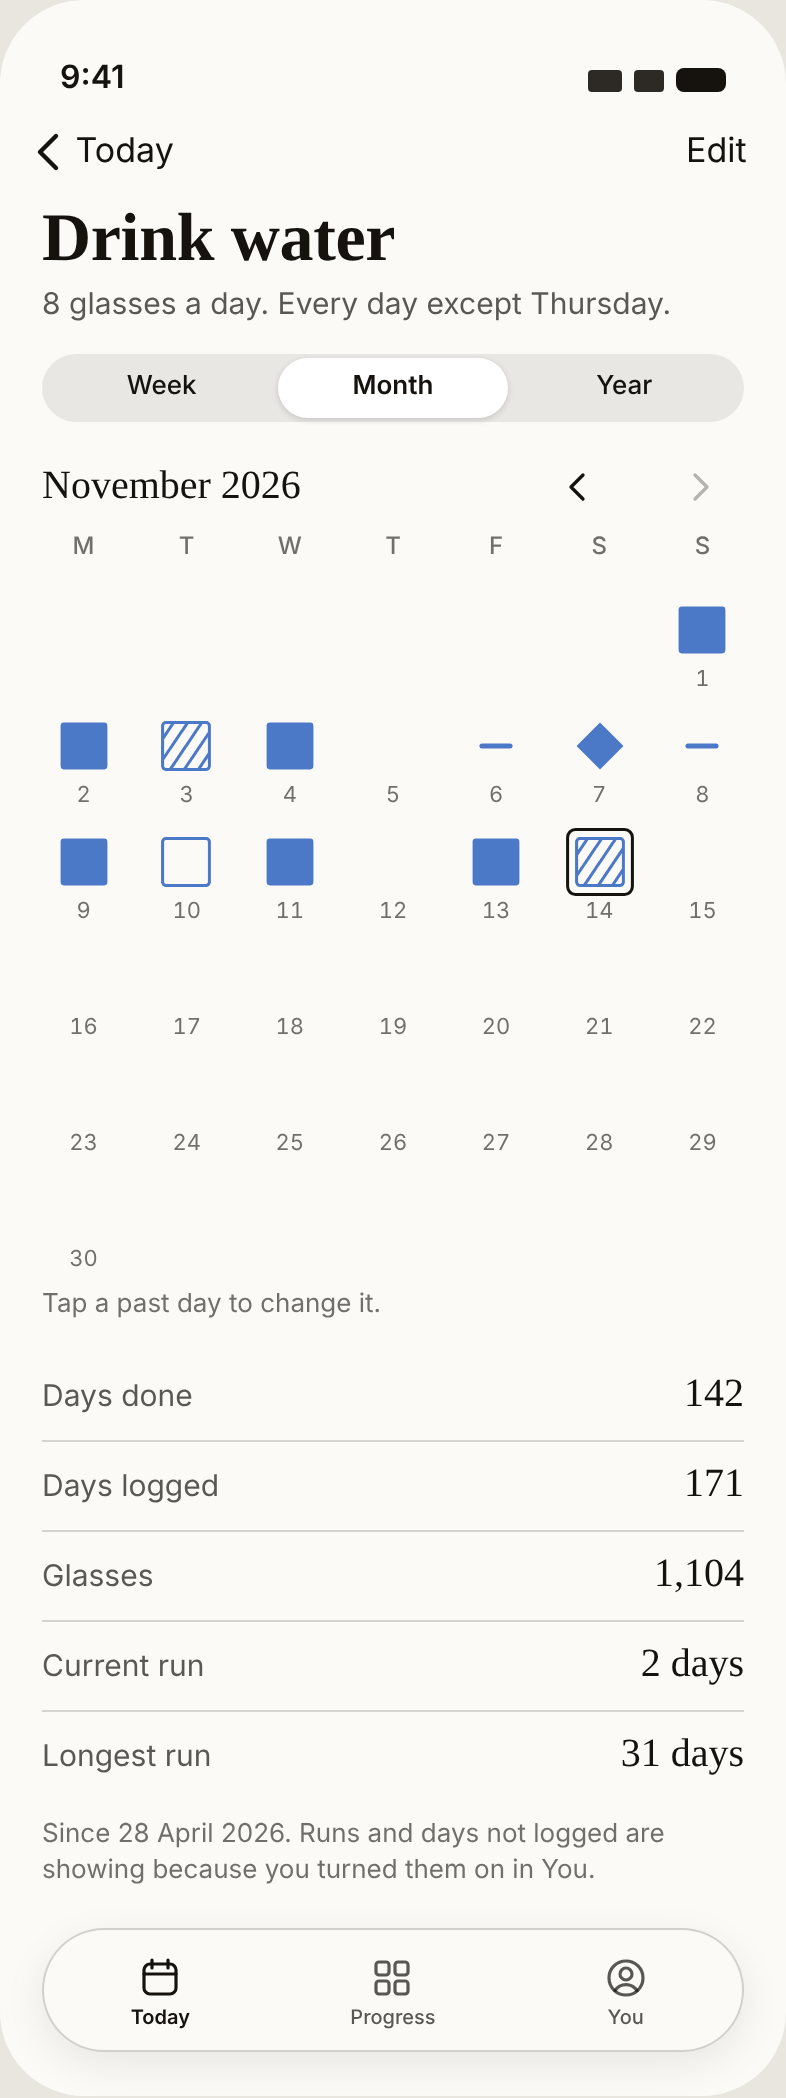 9:41
Today Edit
Drink water
8 glasses a day. Every day except Thursday.
Week Month Year
November 2026
M T W T F S S
1
2 3 4 5 6 7 8
9 10 11 12 13 14 15
16 17 18 19 20 21 22
23 24 25 26 27 28 29
30
Tap a past day to change it.
Days done 142
Days logged 171
Glasses 1,104
Current run 2 days
Longest run 31 days
Since 28 April 2026. Runs and days not logged are
showing because you turned them on in You.
Today Progress You